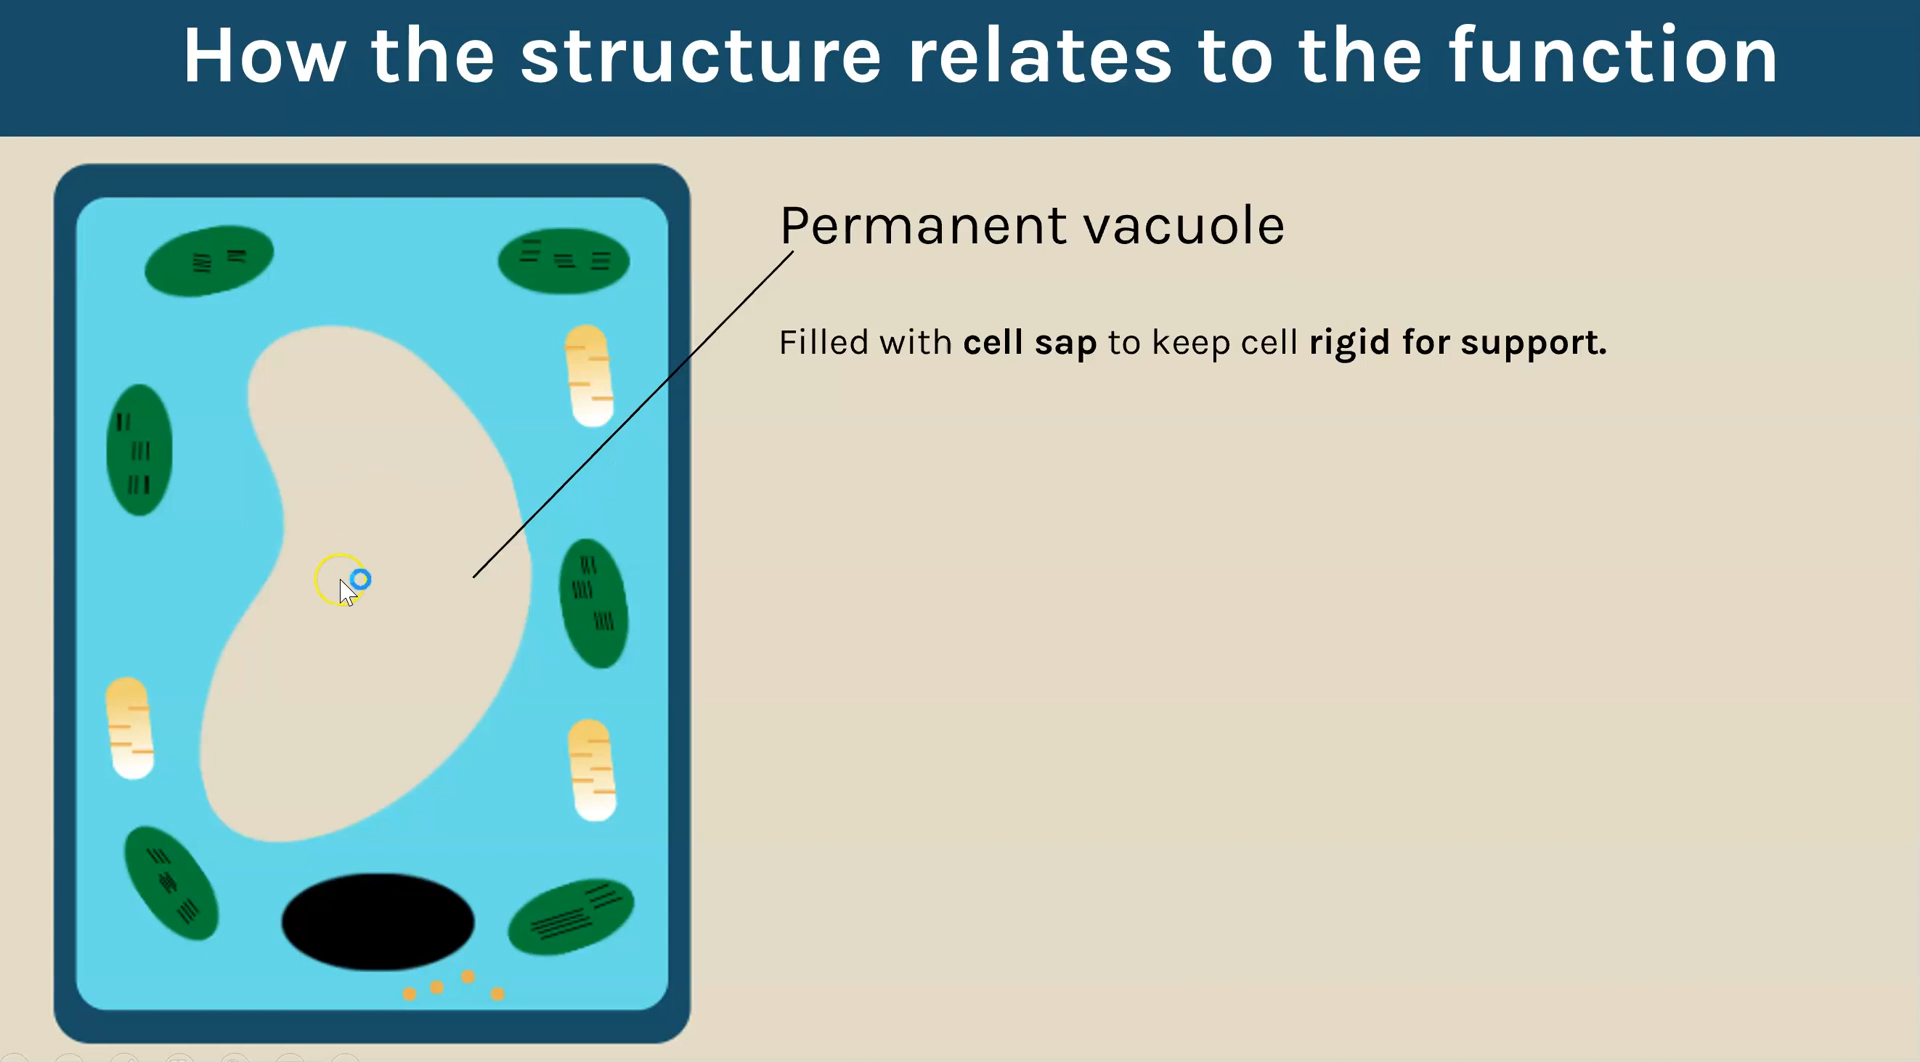 How the structure relates to the function
Permanent vacuole
Filled with cell sap to keep cell rigid for support.